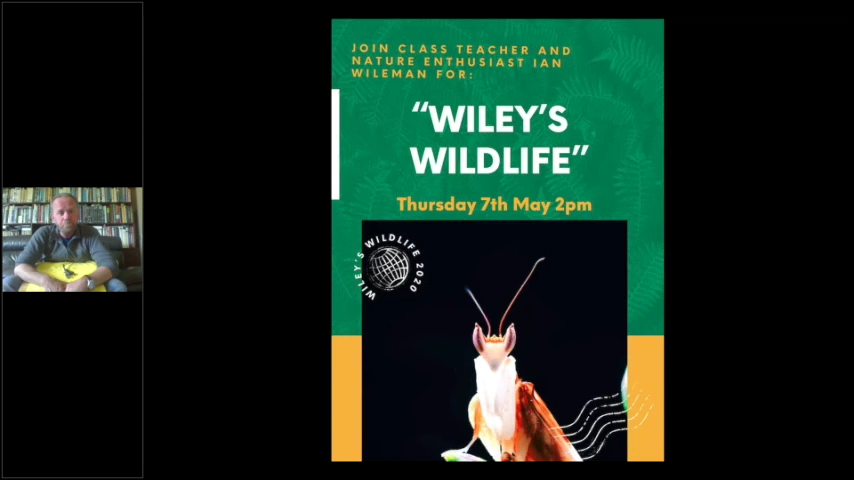 JOIN CLASS TEACHER AND
NATURE ENTHUSIAST IAN
WILEMAN FOR:
“WILEY’S
WILDLIFE”
Thursday 7th May 2pm
WILEY'S WILDLIFE 2020